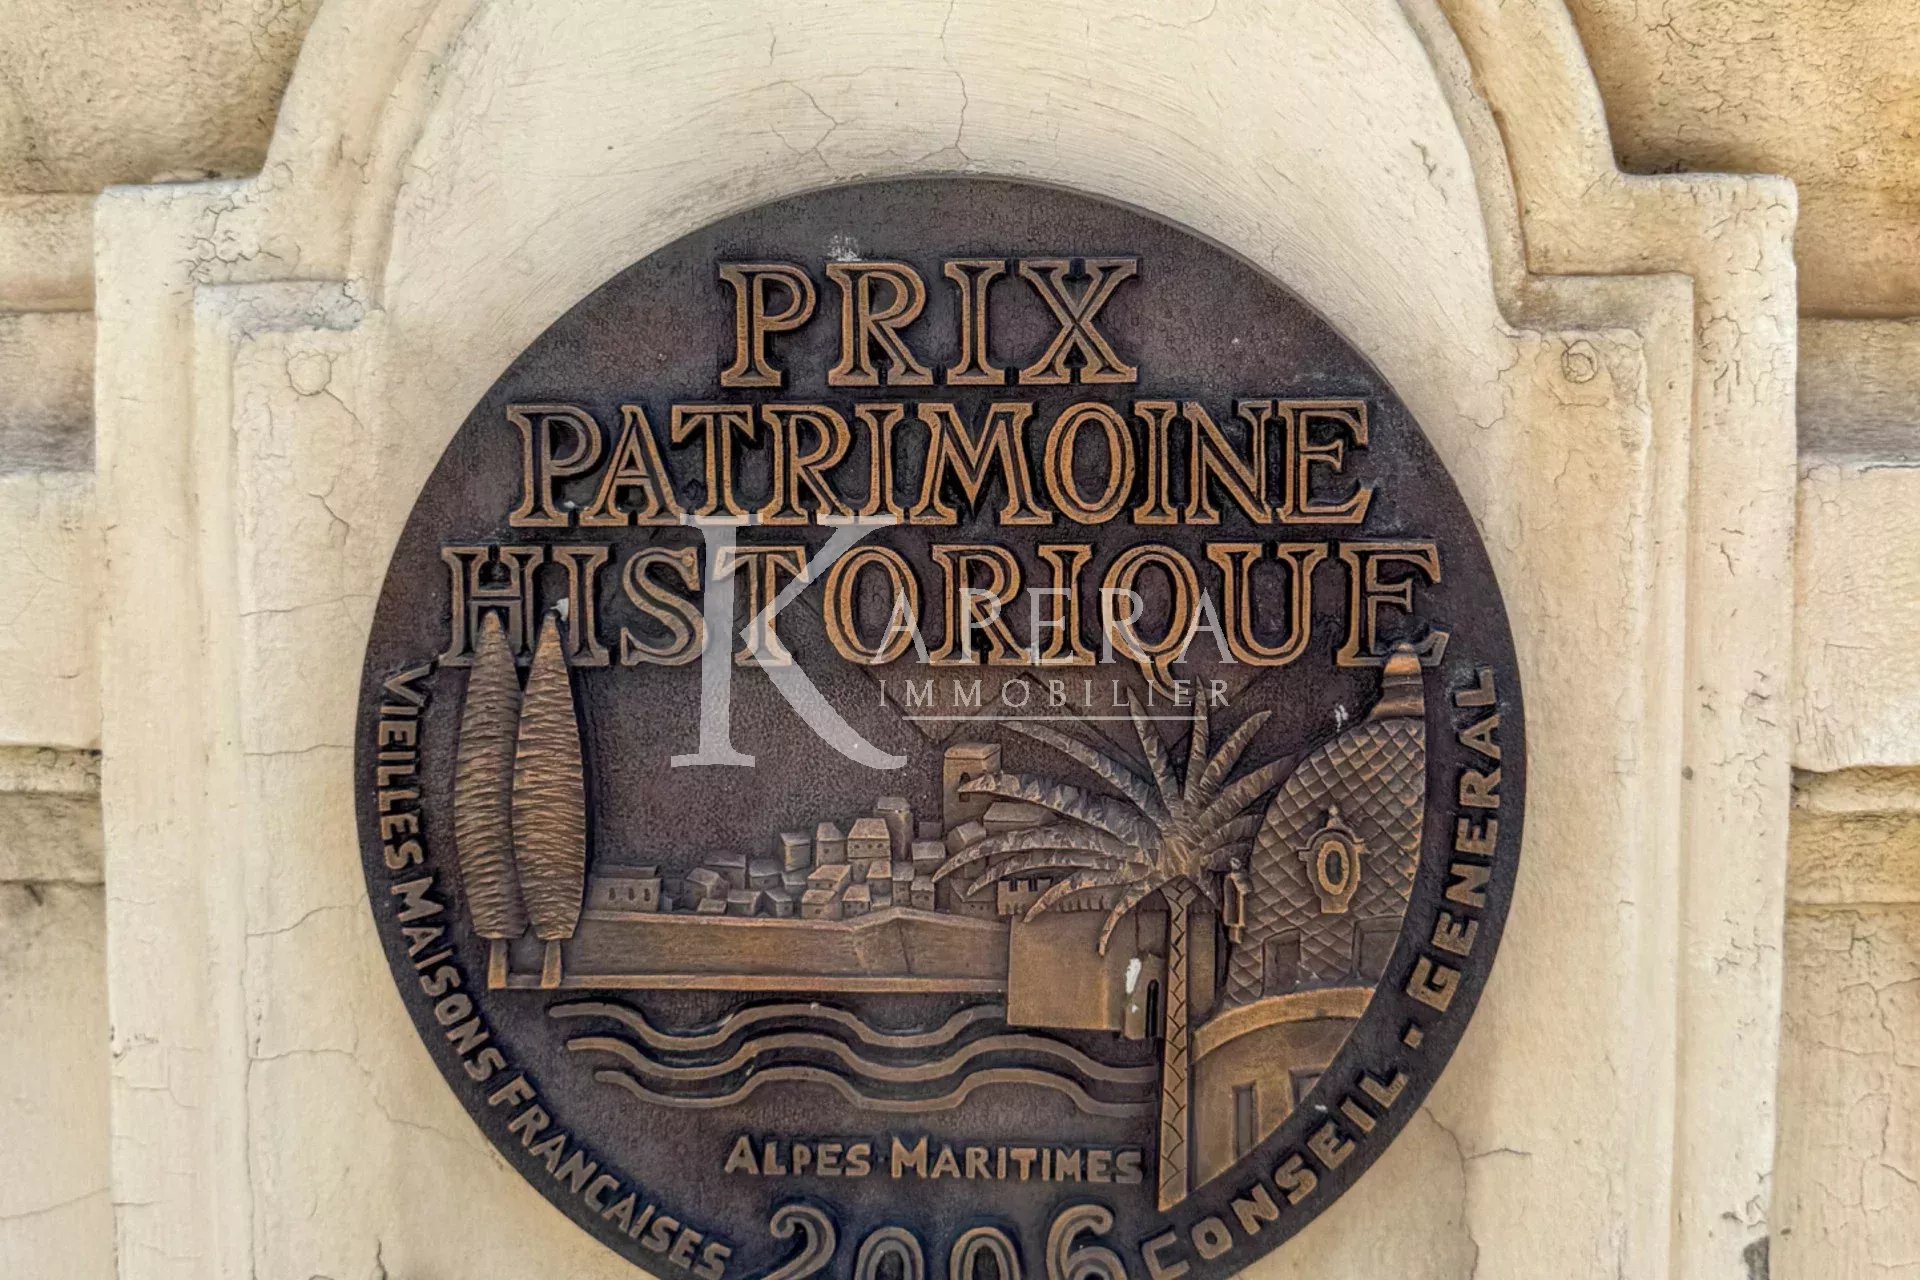 PRIX
PATRIMOINE
HISTORIQUE
KAPERA
IMMOBILIER
VIEILLES MAISONS FRANCAISES
CONSEIL - GENERAL
ALPES MARITIMES
2006